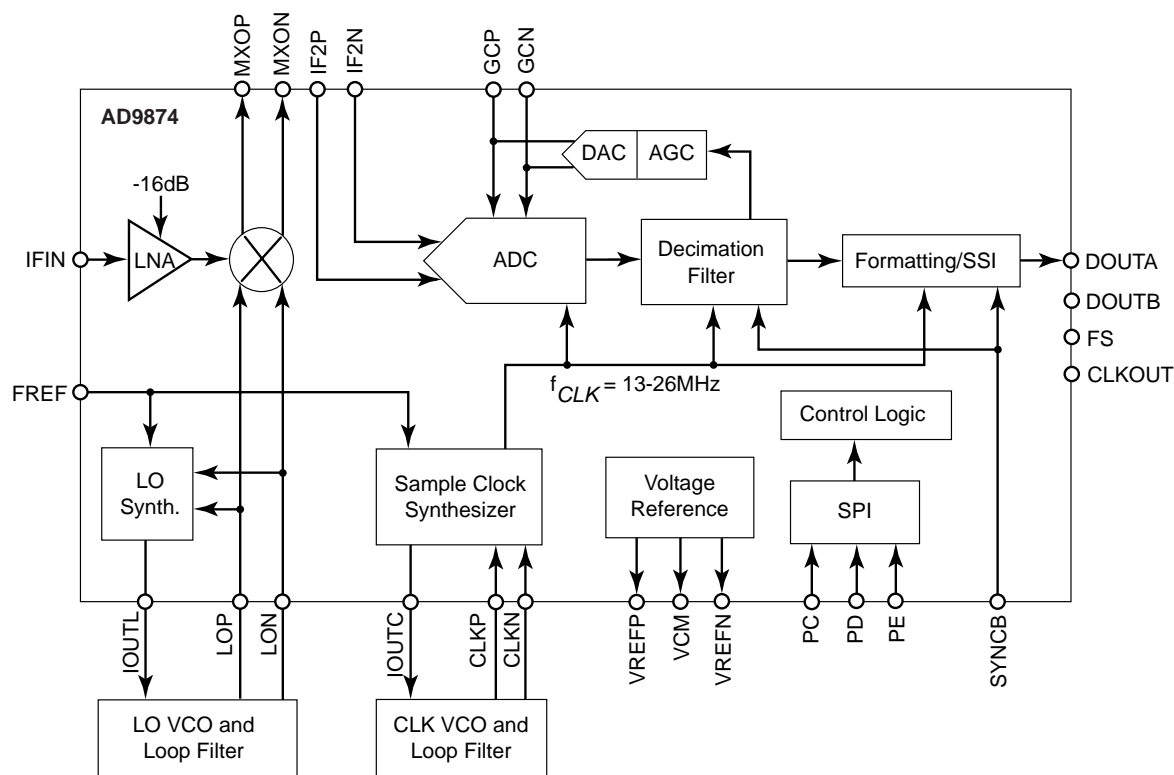 MXOP
MXON
IF2P
IF2N
GCP
GCN
AD9874
DAC
AGC
-16dB
IFIN
LNA
ADC
Decimation
Filter
Formatting/SSI
DOUTA
DOUTB
FS
CLKOUT
FREF
fCLK = 13-26MHz
Control Logic
LO
Synth.
Sample Clock
Synthesizer
Voltage
Reference
SPI
IOUTL
LOP
LON
IOUTC
CLKP
CLKN
VREFP
VCM
VREFN
PC
PD
PE
SYNCB
LO VCO and
Loop Filter
CLK VCO and
Loop Filter